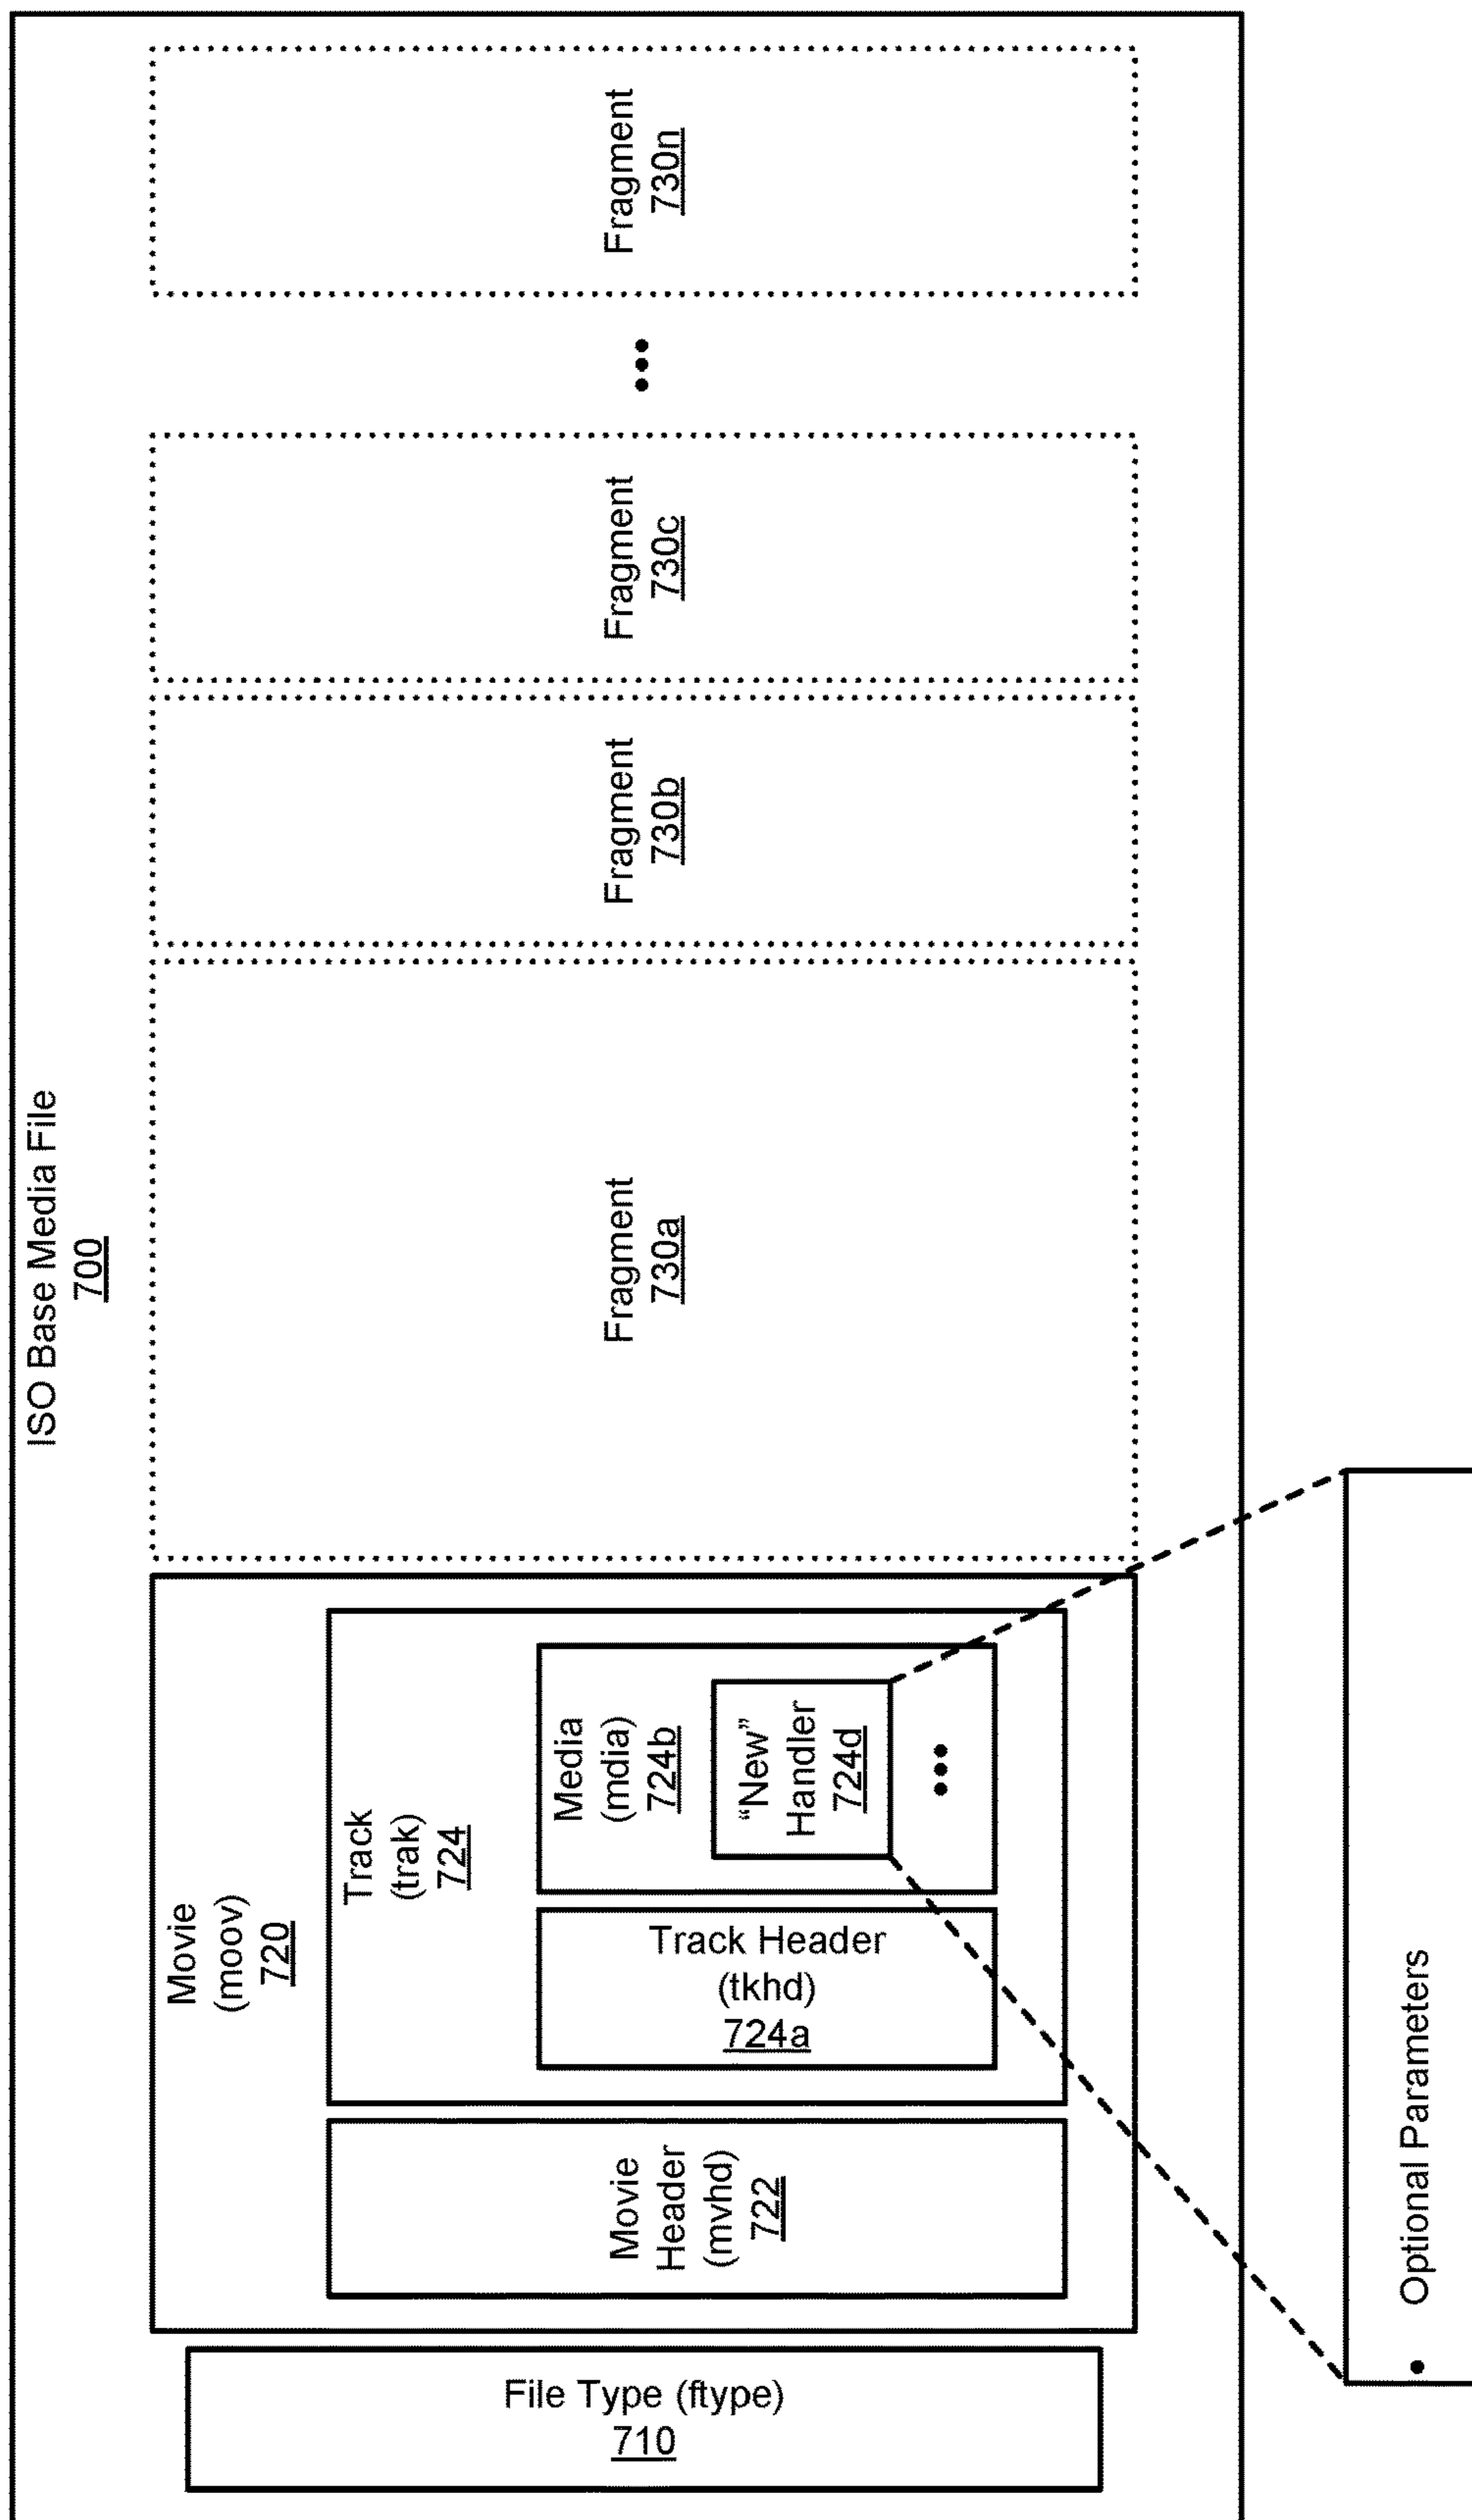 ISO Base Media File
700
File Type (ftype)
710
Movie
(moov)
720
Movie
Header
(mvhd)
722
Track
(trak)
724
Track Header
(tkhd)
724a
Media
(mdia)
724b
“New”
Handler
724d
•••
Fragment
730a
Fragment
730b
Fragment
730c
•••
Fragment
730n
• Optional Parameters